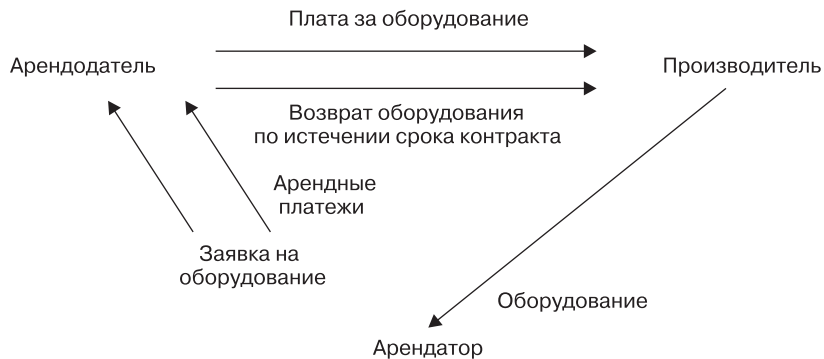 Плата за оборудование
Арендодатель
Производитель
Возврат оборудования
по истечении срока контракта
Арендные
платежи
Заявка на
оборудование
Оборудование
Арендатор